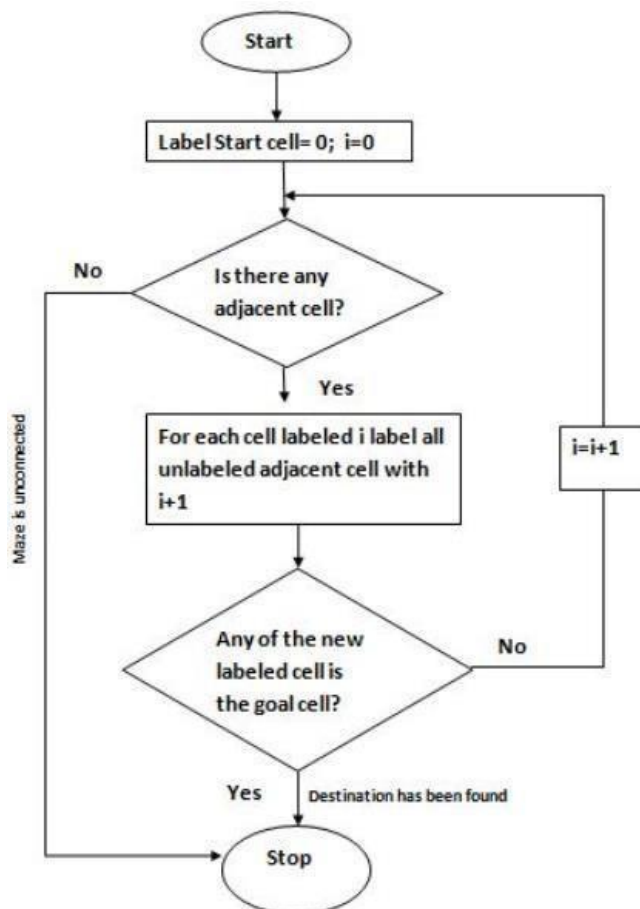 Start
Label Start cell= 0;  i=0
No
Is there any
adjacent cell?
Yes
Maze is unconnected
For each cell labeled i label all
unlabeled adjacent cell with
i+1
i=i+1
Any of the new
labeled cell is
the goal cell?
No
Yes
Destination has been found
Stop